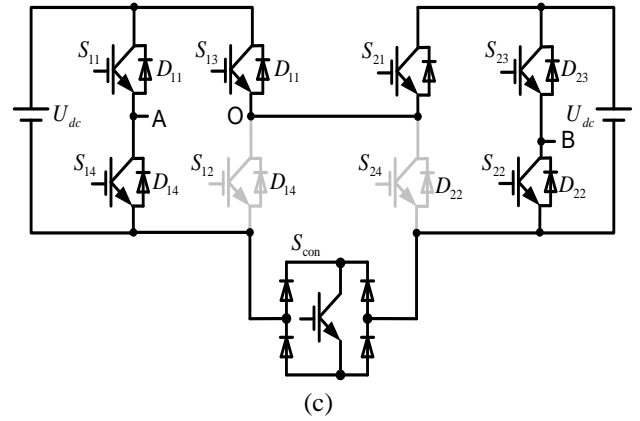 S11 D11 S13 D11 S21 S23 D23
Udc A O B Udc
S14 D14 S12 D14 S24 D22 S22 D22
Scon
(c)